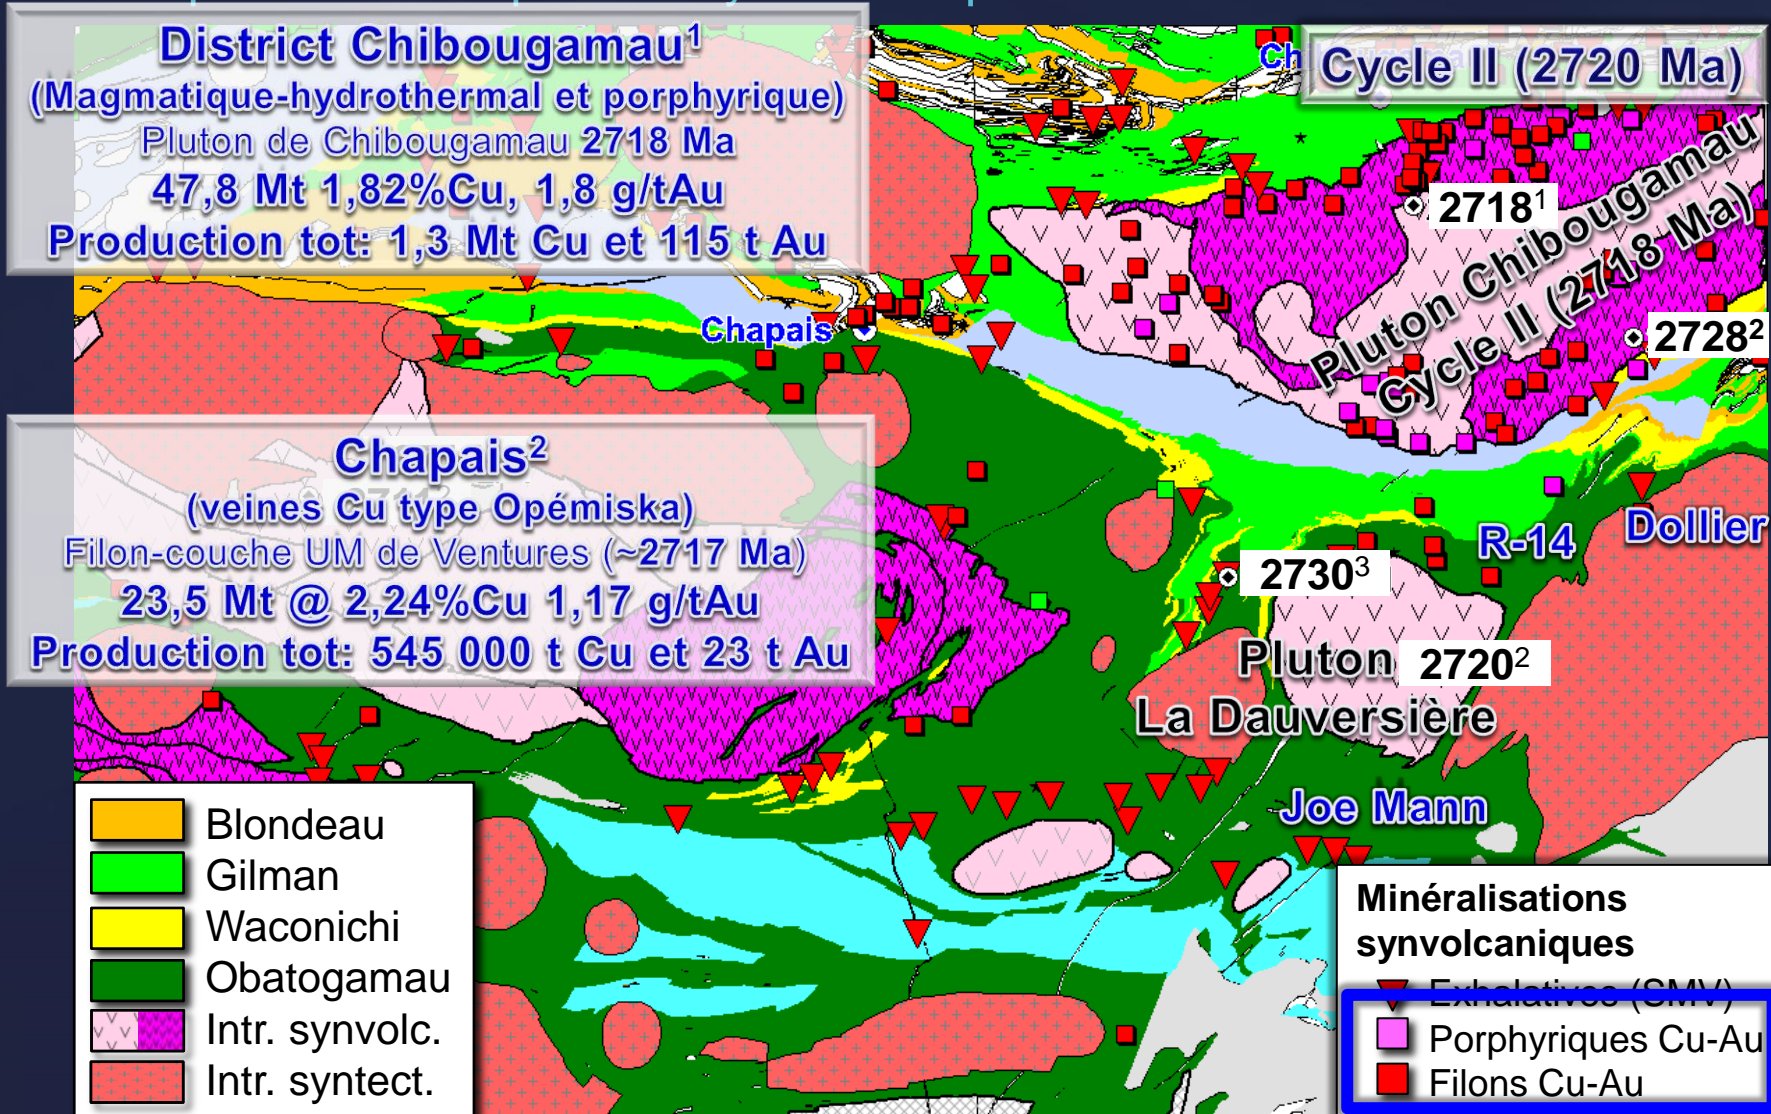 District Chibougamau1
(Magmatique-hydrothermal et porphyrique)
Pluton de Chibougamau 2718 Ma
47,8 Mt 1,82%Cu, 1,8 g/tAu
Production tot: 1,3 Mt Cu et 115 t Au
Ch
Cycle II (2720 Ma)
2718¹
Pluton Chibougamau
Cycle II (2718 Ma)
2728²
Chapais
Chapais²
(veines Cu type Opémiska)
Filon-couche UM de Ventures (~2717 Ma)
23,5 Mt @ 2,24%Cu 1,17 g/tAu
Production tot: 545 000 t Cu et 23 t Au
R-14
Dollier
2730³
Pluton 2720²
La Dauversière
Joe Mann
Blondeau
Gilman
Waconichi
Obatogamau
Intr. synvolc.
Intr. syntect.
Minéralisations
synvolcaniques
Exhalatives (SMV)
Porphyriques Cu-Au
Filons Cu-Au